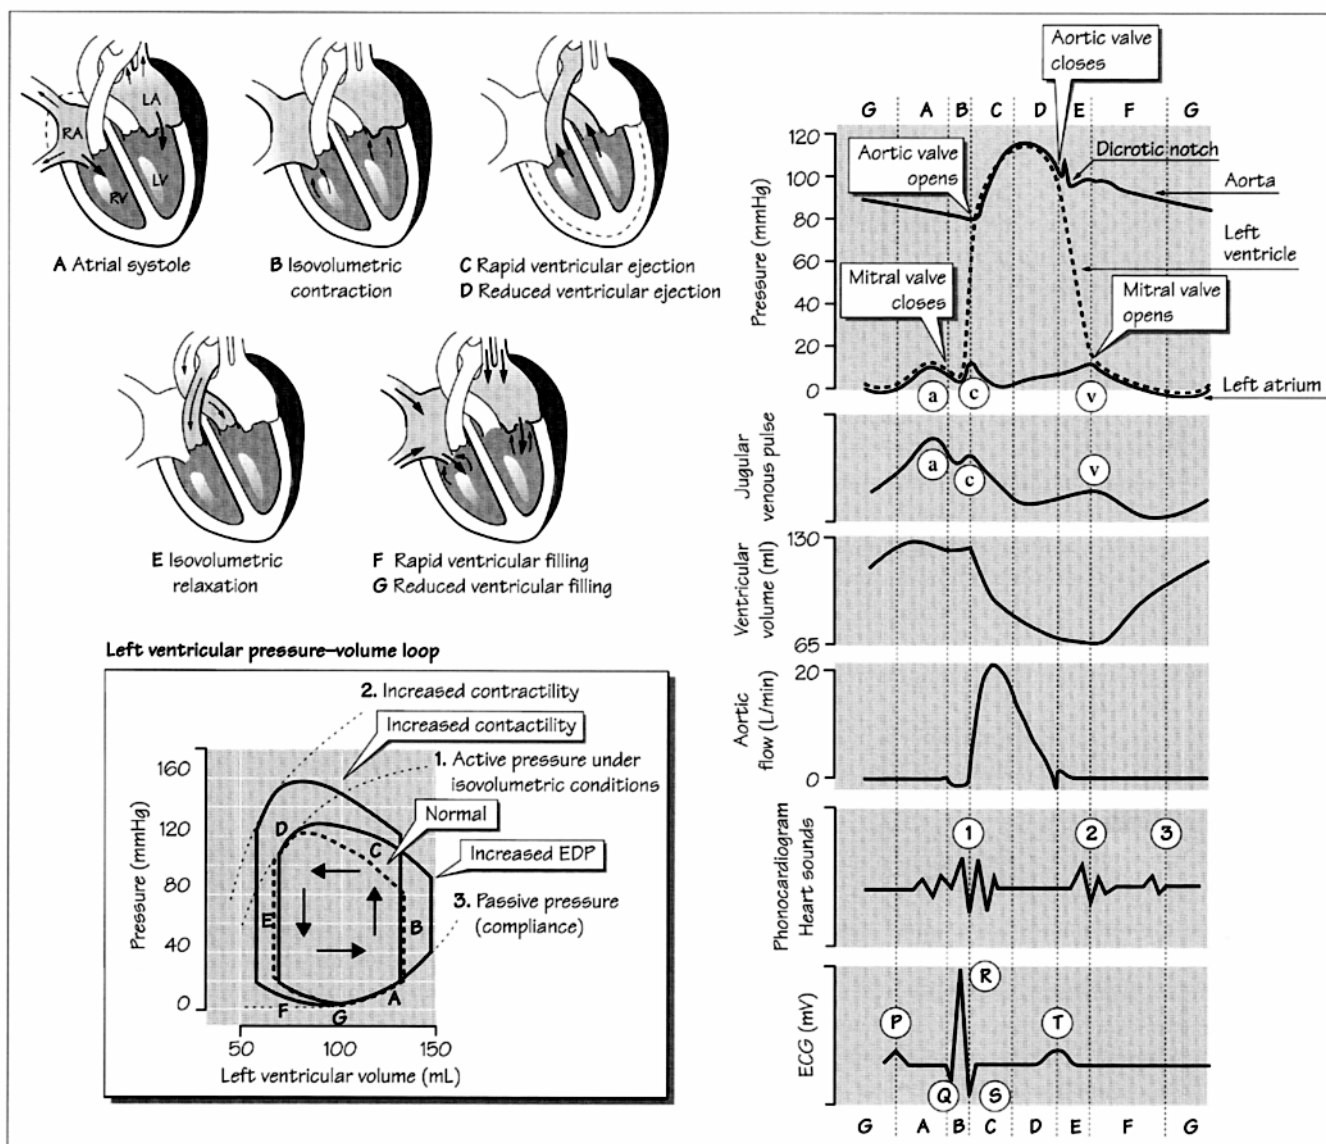 LA
RA
LV
RV
A Atrial systole
B Isovolumetric
contraction
C Rapid ventricular ejection
D Reduced ventricular ejection
E Isovolumetric
relaxation
F Rapid ventricular filling
G Reduced ventricular filling
Left ventricular pressure–volume loop
2. Increased contractility
Increased contactility
1. Active pressure under
isovolumetric conditions
Normal
Increased EDP
3. Passive pressure
(compliance)
Pressure (mmHg)
160
120
80
40
0
D
C
E
B
A
F
G
50
100
150
Left ventricular volume (mL)
Aortic valve
closes
G A B C D E F G
Pressure (mmHg)
120
100
80
60
40
20
0
Aortic valve
opens
Dicrotic notch
Aorta
Left
ventricle
Mitral valve
closes
Mitral valve
opens
Left atrium
a
c
v
Jugular
venous pulse
a
c
v
Ventricular
volume (ml)
130
65
Aortic
flow (L/min)
20
0
Phonocardiogram
Heart sounds
1
2
3
ECG (mV)
P
R
T
Q
S
G A B C D E F G